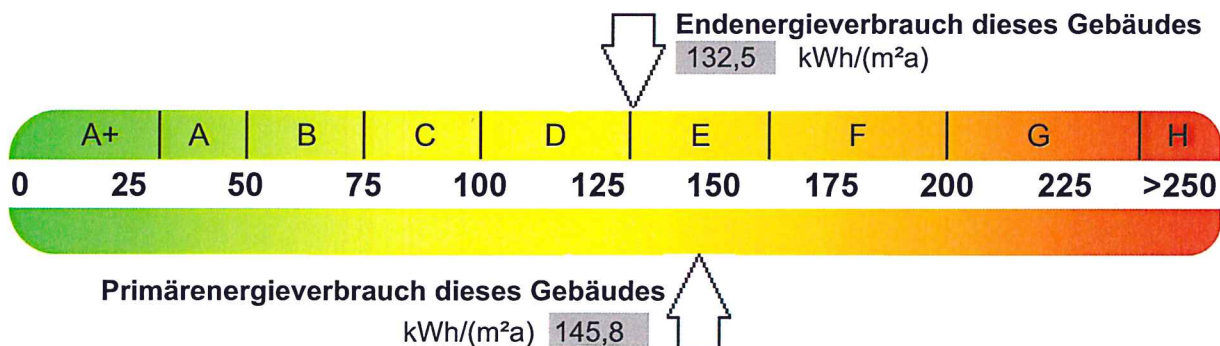 Endenergieverbrauch dieses Gebäudes
132,5 kWh/(m²a)
A+ A B C D E F G H
0 25 50 75 100 125 150 175 200 225 >250
Primärenergieverbrauch dieses Gebäudes
kWh/(m²a) 145,8